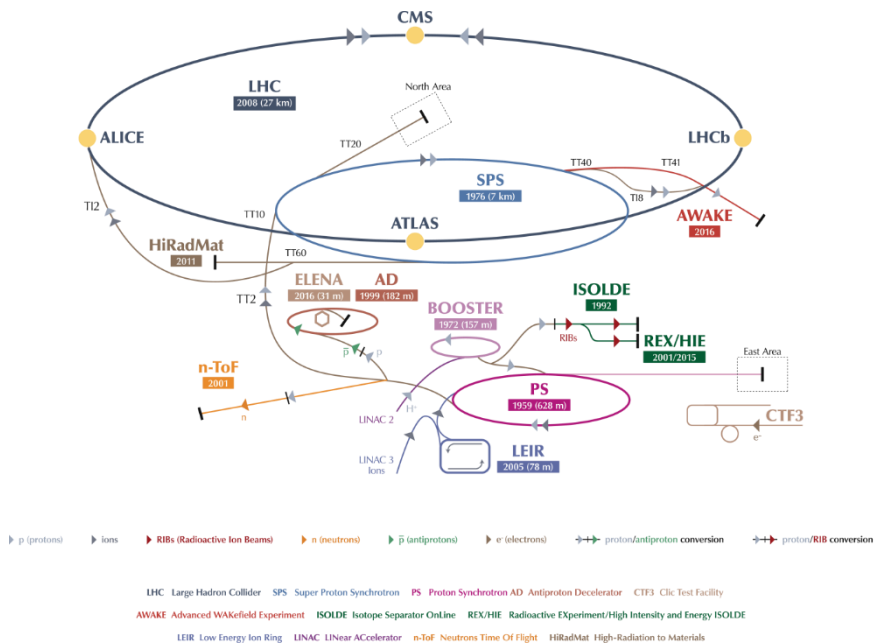 CMS
LHC
2008 (27 km)
North Area
ALICE
LHCb
TT20
TT40
TT41
SPS
1976 (7 km)
TI2
TI8
TT10
AWAKE
2016
ATLAS
HiRadMat
2011
TT60
ELENA
2016 (31 m)
AD
1999 (182 m)
TT2
BOOSTER
1972 (157 m)
ISOLDE
1992
RIBs
REX/HIE
2001/2015
p̅
p
East Area
n-ToF
2001
n
PS
1959 (628 m)
H⁺
LINAC 2
CTF3
e⁻
LINAC 3
Ions
LEIR
2005 (78 m)
p (protons) ions RIBs (Radioactive Ion Beams) n (neutrons) p̅ (antiprotons) e⁻ (electrons) proton/antiproton conversion proton/RIB conversion
LHC Large Hadron Collider SPS Super Proton Synchrotron PS Proton Synchrotron AD Antiproton Decelerator CTF3 Clic Test Facility
AWAKE Advanced WAKefield Experiment ISOLDE Isotope Separator OnLine REX/HIE Radioactive EXperiment/High Intensity and Energy ISOLDE
LEIR Low Energy Ion Ring LINAC LINear ACcelerator n-ToF Neutrons Time Of Flight HiRadMat High-Radiation to Materials